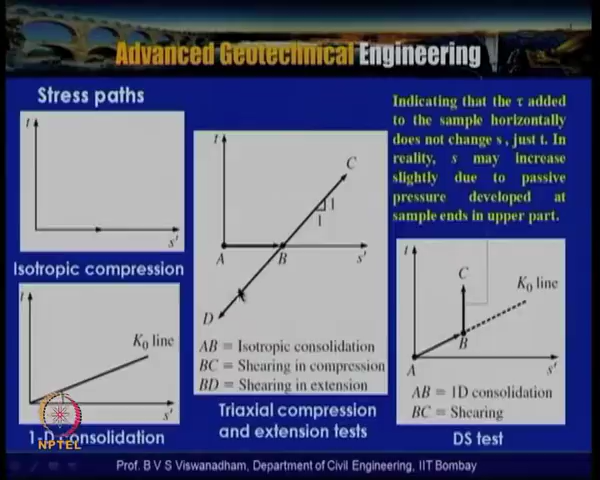 Advanced Geotechnical Engineering
Stress paths
t
s'
Isotropic compression
t
K0 line
s'
1-D consolidation
NPTEL
t
C
1
1
A
B
s'
D
AB = Isotropic consolidation
BC = Shearing in compression
BD = Shearing in extension
Triaxial compression
and extension tests
Indicating that the τ added
to the sample horizontally
does not change s , just t. In
reality, s may increase
slightly due to passive
pressure developed at
sample ends in upper part.
t
C
K0 line
B
A
s'
AB = 1D consolidation
BC = Shearing
DS test
Prof. B V S Viswanadham, Department of Civil Engineering, IIT Bombay